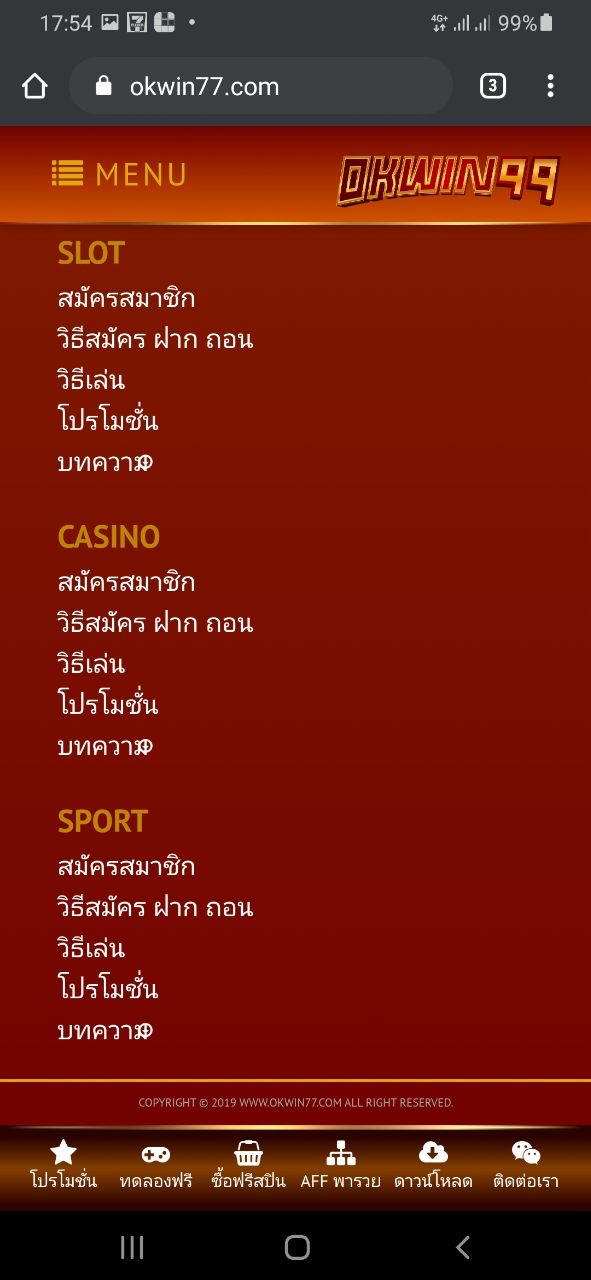 17:54
4G+
99%
okwin77.com
3
MENU
OKWIN99
SLOT
สมัครสมาชิก
วิธีสมัคร ฝาก ถอน
วิธีเล่น
โปรโมชั่น
บทความ
CASINO
สมัครสมาชิก
วิธีสมัคร ฝาก ถอน
วิธีเล่น
โปรโมชั่น
บทความ
SPORT
สมัครสมาชิก
วิธีสมัคร ฝาก ถอน
วิธีเล่น
โปรโมชั่น
บทความ
COPYRIGHT © 2019 WWW.OKWIN77.COM ALL RIGHT RESERVED.
โปรโมชั่น ทดลองฟรี ซื้อฟรีสปิน AFF พารวย ดาวน์โหลด ติดต่อเรา